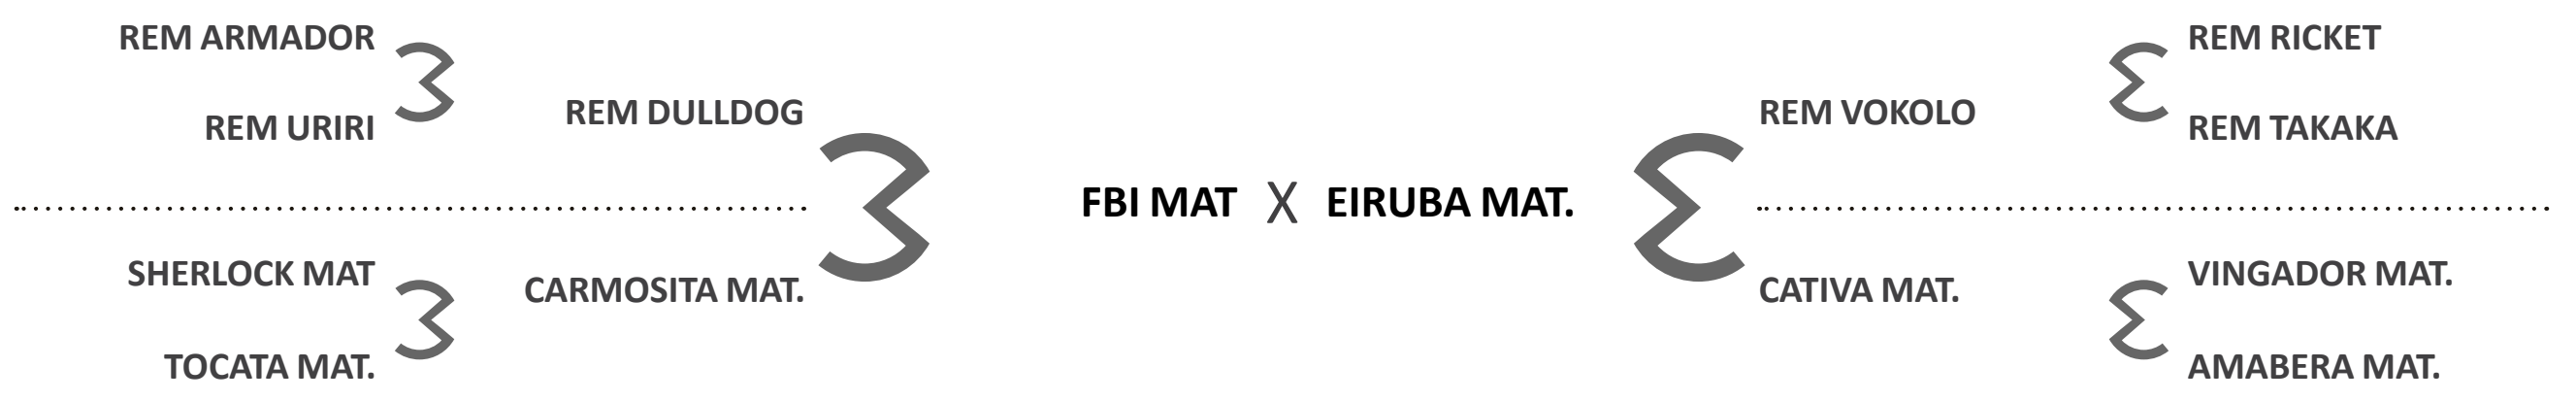 REM ARMADOR
REM URIRI
REM DULLDOG
SHERLOCK MAT
TOCATA MAT.
CARMOSITA MAT.
FBI MAT X EIRUBA MAT.
REM VOKOLO
REM RICKET
REM TAKAKA
CATIVA MAT.
VINGADOR MAT.
AMABERA MAT.